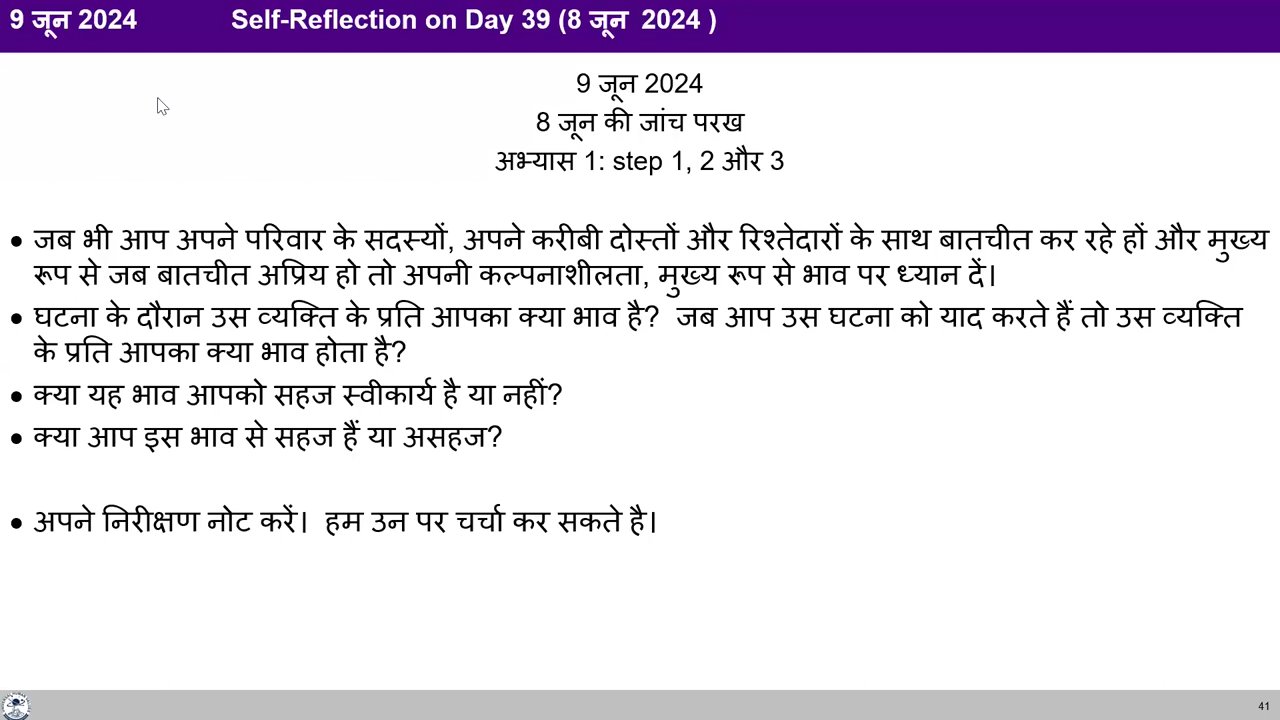 9 जून 2024 Self-Reflection on Day 39 (8 जून 2024 )
9 जून 2024
8 जून की जांच परख
अभ्यास 1: step 1, 2 और 3
• जब भी आप अपने परिवार के सदस्यों, अपने करीबी दोस्तों और रिश्तेदारों के साथ बातचीत कर रहे हों और मुख्य
रूप से जब बातचीत अप्रिय हो तो अपनी कल्पनाशीलता, मुख्य रूप से भाव पर ध्यान दें।
• घटना के दौरान उस व्यक्ति के प्रति आपका क्या भाव है? जब आप उस घटना को याद करते हैं तो उस व्यक्ति
के प्रति आपका क्या भाव होता है?
• क्या यह भाव आपको सहज स्वीकार्य है या नहीं?
• क्या आप इस भाव से सहज हैं या असहज?
• अपने निरीक्षण नोट करें। हम उन पर चर्चा कर सकते है।
41